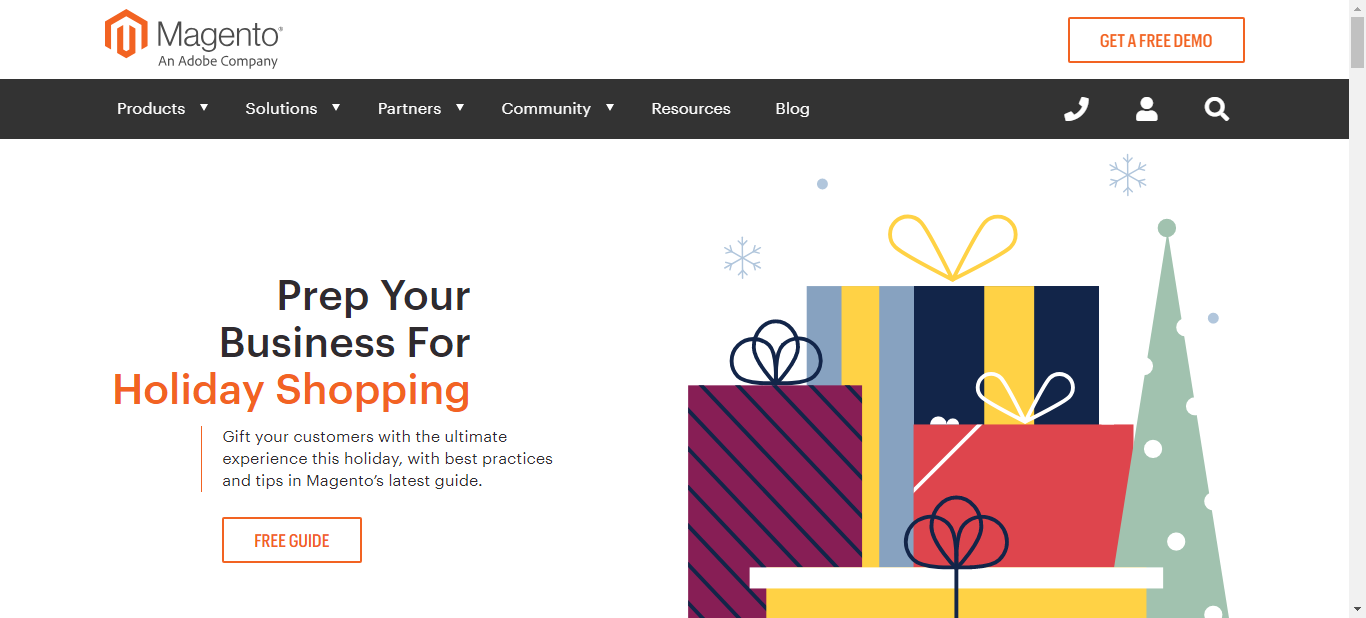 Magento®
An Adobe Company
GET A FREE DEMO
Products
Solutions
Partners
Community
Resources
Blog
Prep Your
Business For
Holiday Shopping
Gift your customers with the ultimate
experience this holiday, with best practices
and tips in Magento’s latest guide.
FREE GUIDE